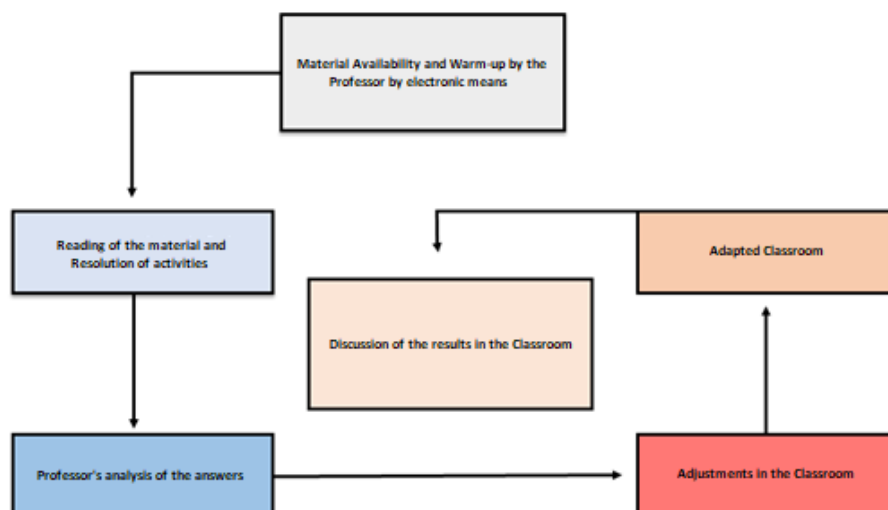 Material Availability and Warm-up by the
Professor by electronic means
Reading of the material and
Resolution of activities
Adapted Classroom
Discussion of the results in the Classroom
Professor's analysis of the answers
Adjustments in the Classroom